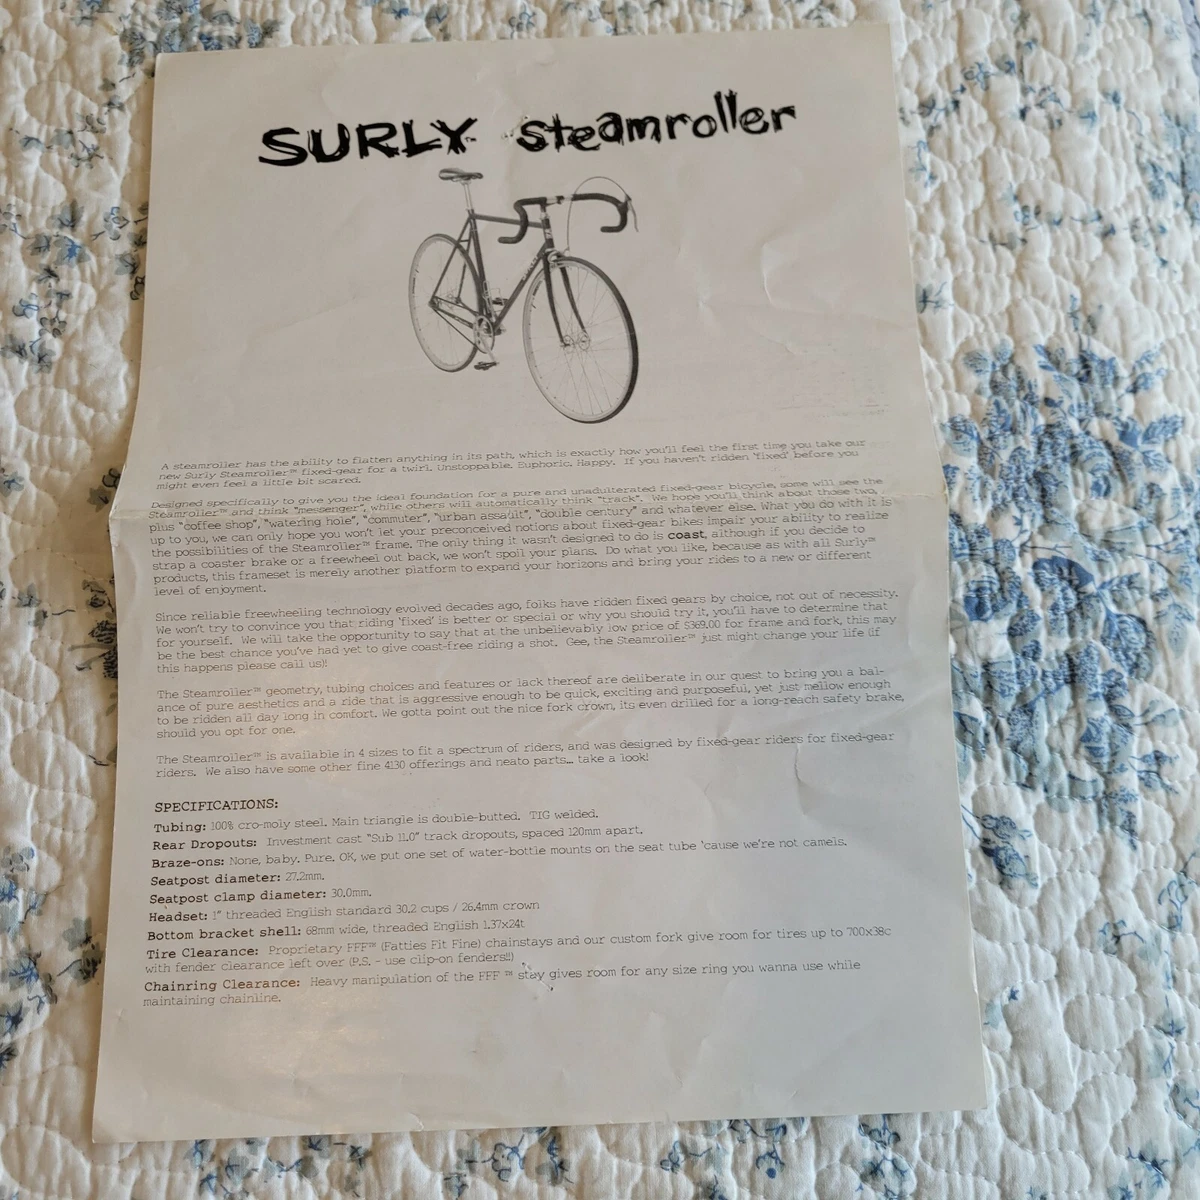 SURLY steamroller
A steamroller has the ability to flatten anything in its path, which is exactly how you'll feel the first time you take our
new Surly Steamroller™ fixed-gear for a twirl. Unstoppable. Euphoric. Happy. If you haven't ridden 'fixed' before you
might even feel a little bit scared.
Designed specifically to give you the ideal foundation for a pure and unadulterated fixed-gear bicycle, some will see the
Steamroller™ and think "messenger", while others will automatically think "track". We hope you'll think about those two,
plus "coffee shop", "watering hole", "commuter", "urban assault", "double century" and whatever else. What you do with it is
up to you, we can only hope you won't let your preconceived notions about fixed-gear bikes impair your ability to realize
the possibilities of the Steamroller™ frame. The only thing it wasn't designed to do is coast, although if you decide to
strap a coaster brake or a freewheel out back, we won't spoil your plans. Do what you like, because as with all Surly™
products, this frameset is merely another platform to expand your horizons and bring your rides to a new or different
level of enjoyment.
Since reliable freewheeling technology evolved decades ago, folks have ridden fixed gears by choice, not out of necessity.
We won't try to convince you that riding 'fixed' is better or special or why you should try it, you'll have to determine that
for yourself. We will take the opportunity to say that at the unbelievably low price of $369.00 for frame and fork, this may
be the best chance you've had yet to give coast-free riding a shot. Gee, the Steamroller™ just might change your life (if
this happens please call us)!
The Steamroller™ geometry, tubing choices and features or lack thereof are deliberate in our quest to bring you a bal-
ance of pure aesthetics and a ride that is aggressive enough to be quick, exciting and purposeful, yet just mellow enough
to be ridden all day long in comfort. We gotta point out the nice fork crown, its even drilled for a long-reach safety brake,
should you opt for one.
The Steamroller™ is available in 4 sizes to fit a spectrum of riders, and was designed by fixed-gear riders for fixed-gear
riders. We also have some other fine 4130 offerings and neato parts... take a look!
SPECIFICATIONS:
Tubing: 100% cro-moly steel. Main triangle is double-butted. TIG welded.
Rear Dropouts: Investment cast "Sub 11.0" track dropouts, spaced 120mm apart.
Braze-ons: None, baby. Pure. OK, we put one set of water-bottle mounts on the seat tube 'cause we're not camels.
Seatpost diameter: 27.2mm.
Seatpost clamp diameter: 30.0mm.
Headset: 1" threaded English standard 30.2 cups / 26.4mm crown
Bottom bracket shell: 68mm wide, threaded English 1.37x24t
Tire Clearance: Proprietary FFF™ (Fatties Fit Fine) chainstays and our custom fork give room for tires up to 700x38c
with fender clearance left over (P.S. - use clip-on fenders!!)
Chainring Clearance: Heavy manipulation of the FFF ™ stay gives room for any size ring you wanna use while
maintaining chainline.